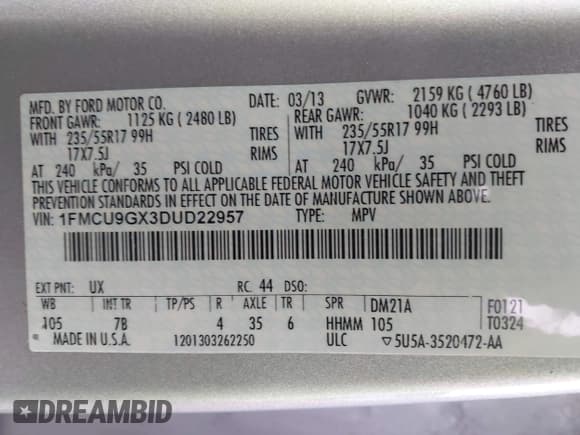 MFD. BY FORD MOTOR CO. DATE: 03/13 GVWR: 2159 KG ( 4760 LB)
FRONT GAWR: 1125 KG ( 2480 LB) REAR GAWR: 1040 KG ( 2293 LB)
WITH 235/55R17 99H TIRES WITH 235/55R17 99H TIRES
17X7.5J RIMS 17X7.5J RIMS
AT 240 kPa/ 35 PSI COLD AT 240 kPa/ 35 PSI COLD
THIS VEHICLE CONFORMS TO ALL APPLICABLE FEDERAL MOTOR VEHICLE SAFETY AND THEFT
PREVENTION STANDARDS IN EFFECT ON THE DATE OF MANUFACTURE SHOWN ABOVE.
VIN: 1FMCU9GX3DUD22957 TYPE: MPV
EXT PNT: UX RC: 44 DSO:
WB INT TR TP/PS R AXLE TR SPR DM21A F0121
105 7B 4 35 6 HHMM 105 T0324
* MADE IN U.S.A. 1201303262250 ULC ▽5U5A-3520472-AA
DREAMBID